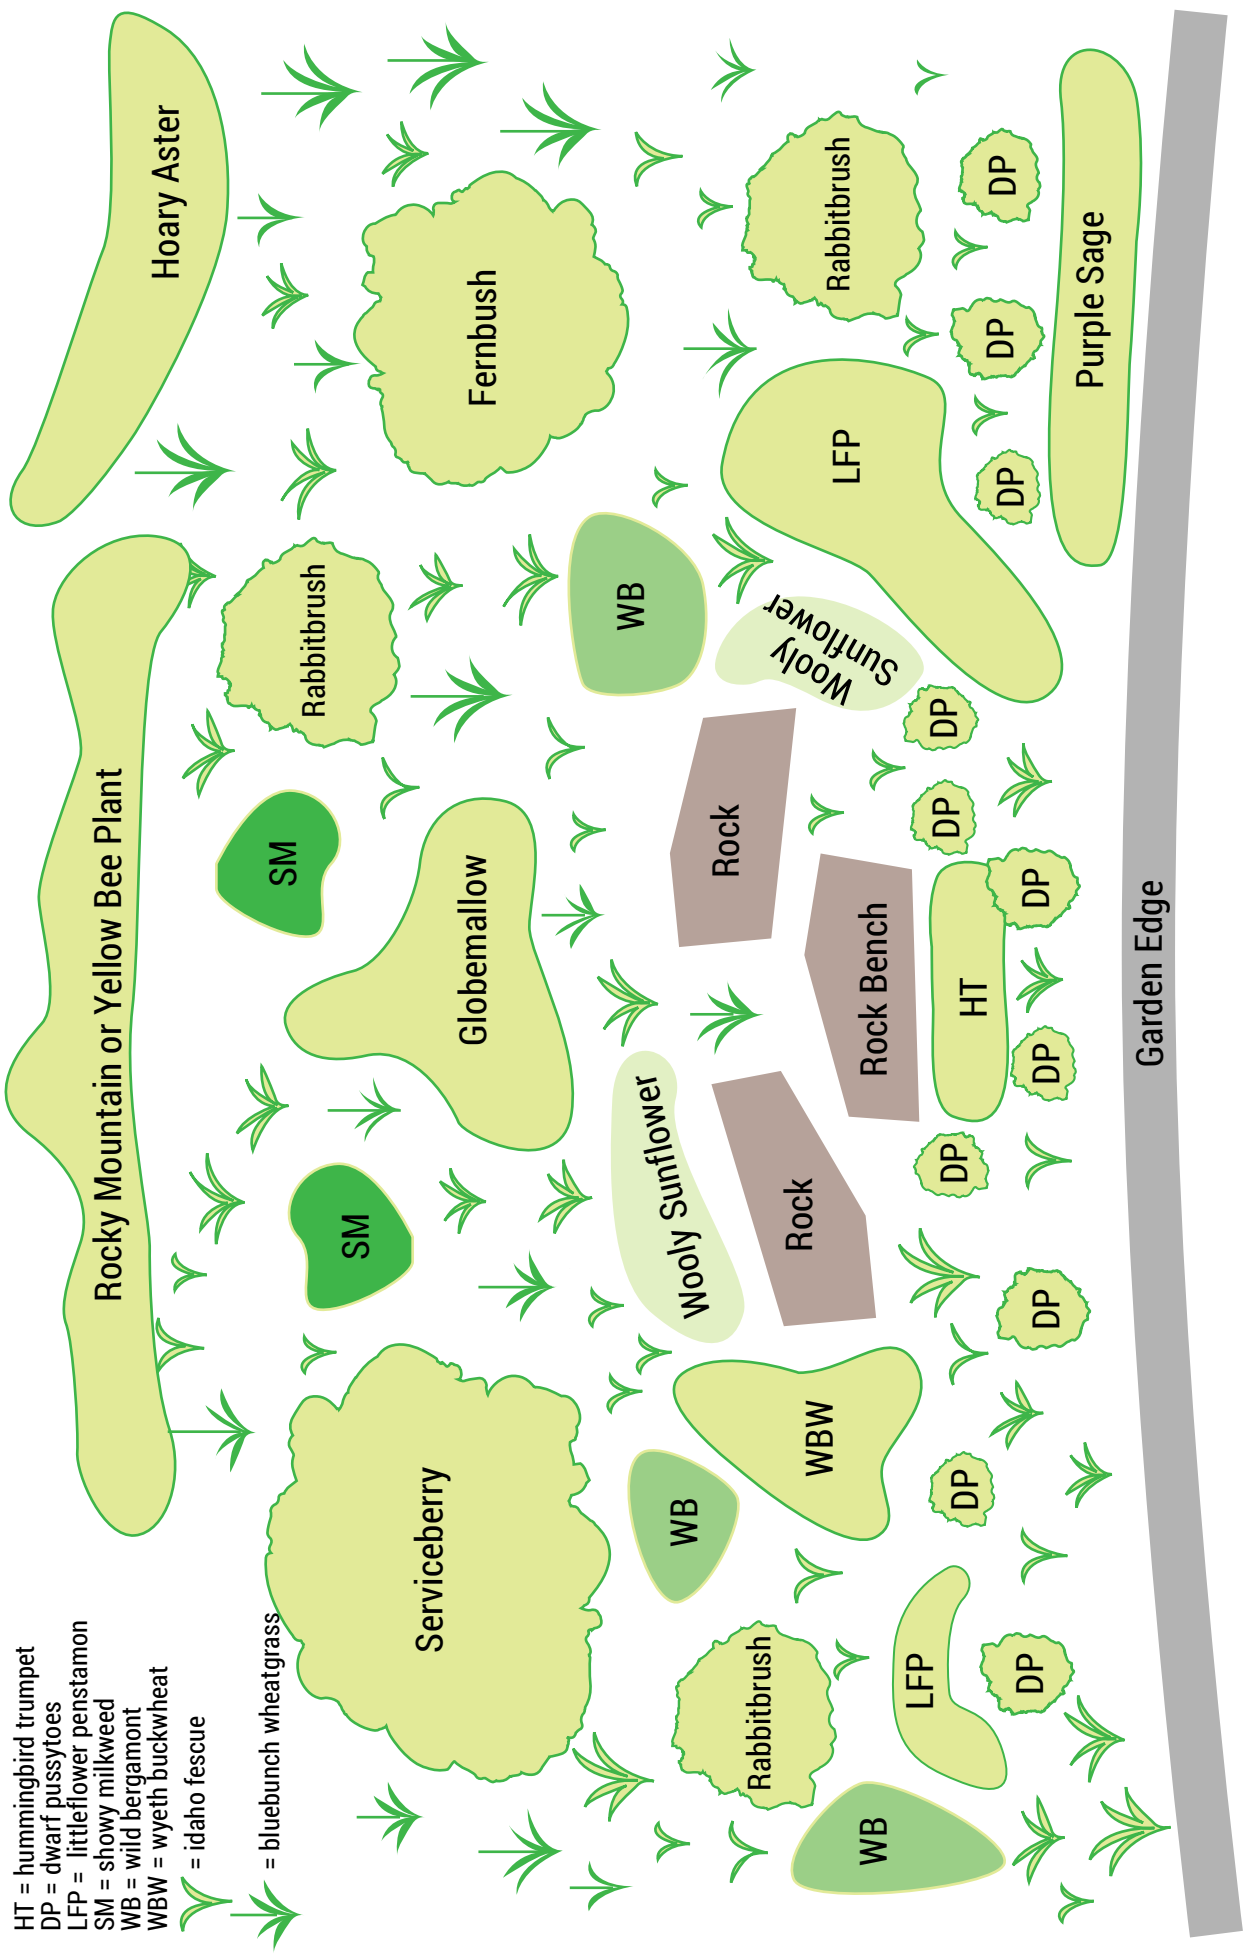 HT = hummingbird trumpet
DP = dwarf pussytoes
LFP = littleflower penstamon
SM = showy milkweed
WB = wild bergamont
WBW = wyeth buckwheat
= idaho fescue
= bluebunch wheatgrass
Rocky Mountain or Yellow Bee Plant
Hoary Aster
Serviceberry
SM
SM
Rabbitbrush
Globemallow
Fernbush
WB
Wooly Sunflower
WB
Rabbitbrush
WBW
Rock
Rock
Wooly
Sunflower
LFP
Rabbitbrush
WB
LFP
Rock Bench
HT
DP
DP
DP
DP
DP
DP
DP
DP
DP
DP
DP
Purple Sage
Garden Edge